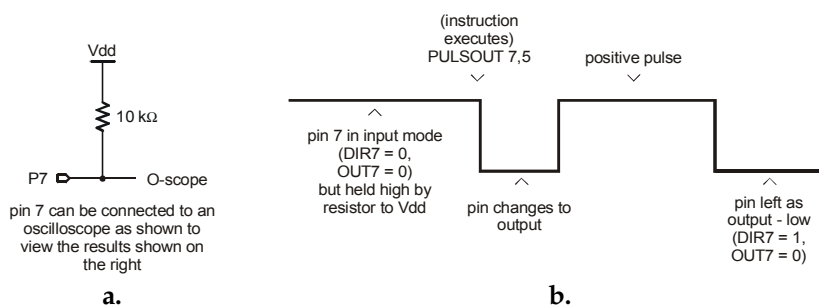 Vdd
10 kΩ
P7
O-scope
pin 7 can be connected to an
oscilloscope as shown to
view the results shown on
the right
a.
(instruction
executes)
PULSOUT 7,5
positive pulse
pin 7 in input mode
(DIR7 = 0,
OUT7 = 0)
but held high by
resistor to Vdd
pin changes to
output
pin left as
output - low
(DIR7 = 1,
OUT7 = 0)
b.